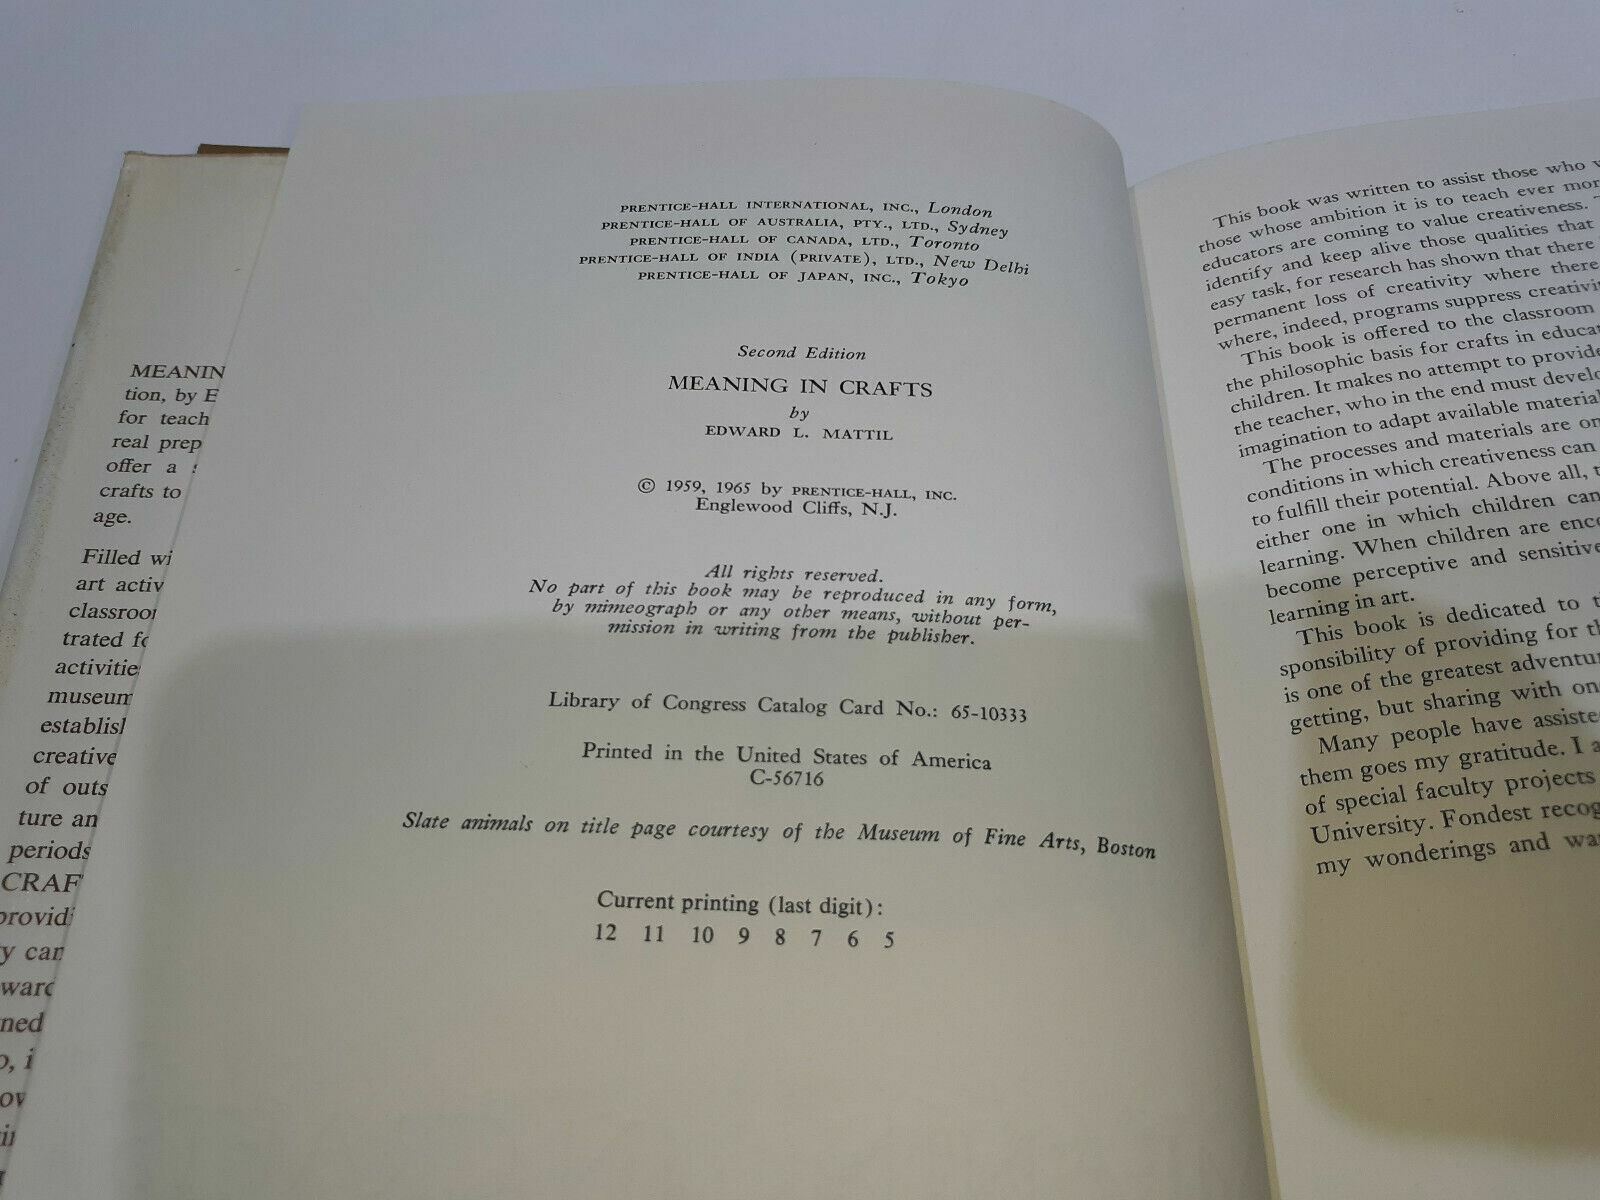 MEANIN
tion, by E
for teach
real prep
offer a
crafts to
age.
Filled wi
art activ
classroor
trated fo
activitie
museum
establish
creative
of outs
ture an
periods
CRAF
providi
y can
ward
ned
o, i
ov
PRENTICE-HALL INTERNATIONAL, INC., London
PRENTICE-HALL OF AUSTRALIA, PTY., LTD., Sydney
PRENTICE-HALL OF CANADA, LTD., Toronto
PRENTICE-HALL OF INDIA (PRIVATE), LTD., New Delhi
PRENTICE-HALL OF JAPAN, INC., Tokyo
Second Edition
MEANING IN CRAFTS
by
EDWARD L. MATTIL
© 1959, 1965 by PRENTICE-HALL, INC.
Englewood Cliffs, N.J.
All rights reserved.
No part of this book may be reproduced in any form,
by mimeograph or any other means, without per-
mission in writing from the publisher.
Library of Congress Catalog Card No.: 65-10333
Printed in the United States of America
C-56716
Slate animals on title page courtesy of the Museum of Fine Arts, Boston
Current printing (last digit):
12 11 10 9 8 7 6 5
This book was written to assist those who w
those whose ambition it is to teach ever mor
educators are coming to value creativeness. T
identify and keep alive those qualities that
easy task, for research has shown that there
permanent loss of creativity where there
where, indeed, programs suppress creativi
This book is offered to the classroom
the philosophic basis for crafts in educat
children. It makes no attempt to provide
the teacher, who in the end must develo
imagination to adapt available material
The processes and materials are on
conditions in which creativeness can
to fulfill their potential. Above all, t
either one in which children can
learning. When children are enco
become perceptive and sensitive
learning in art.
This book is dedicated to t
sponsibility of providing for th
is one of the greatest adventur
getting, but sharing with on
Many people have assiste
them goes my gratitude. I a
of special faculty projects
University. Fondest recog
my wonderings and wa